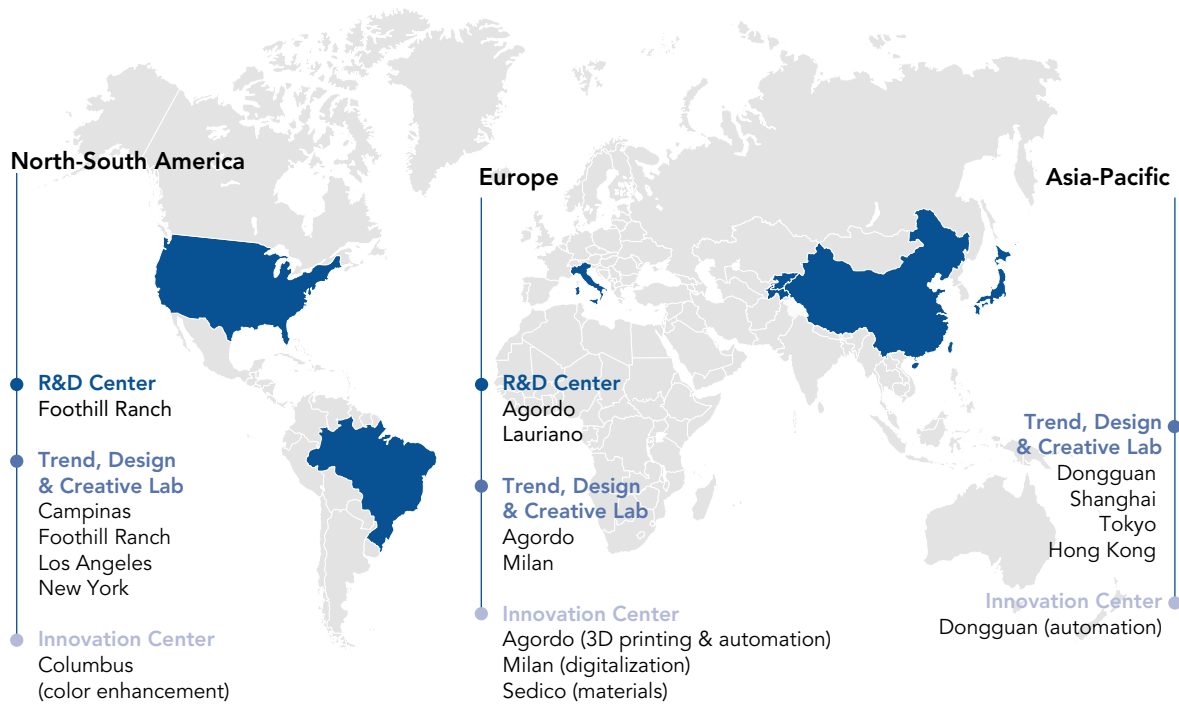 North-South America
R&D Center
Foothill Ranch
Trend, Design
& Creative Lab
Campinas
Foothill Ranch
Los Angeles
New York
Innovation Center
Columbus
(color enhancement)
Europe
R&D Center
Agordo
Lauriano
Trend, Design
& Creative Lab
Agordo
Milan
Innovation Center
Agordo (3D printing & automation)
Milan (digitalization)
Sedico (materials)
Asia-Pacific
Trend, Design
& Creative Lab
Dongguan
Shanghai
Tokyo
Hong Kong
Innovation Center
Dongguan (automation)